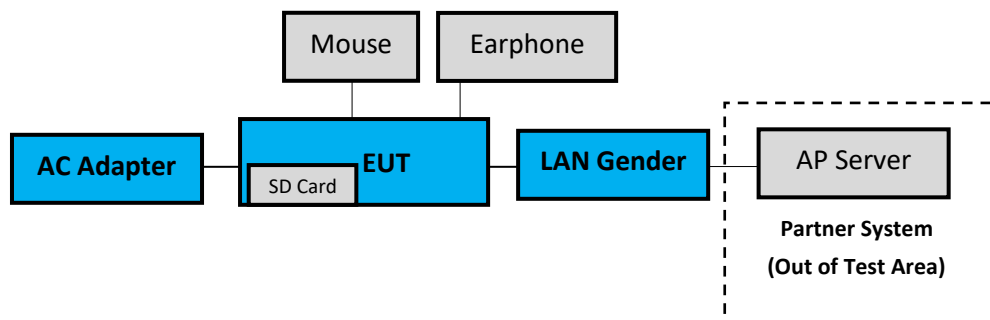 Mouse
Earphone
AC Adapter
EUT
SD Card
LAN Gender
AP Server
Partner System
(Out of Test Area)